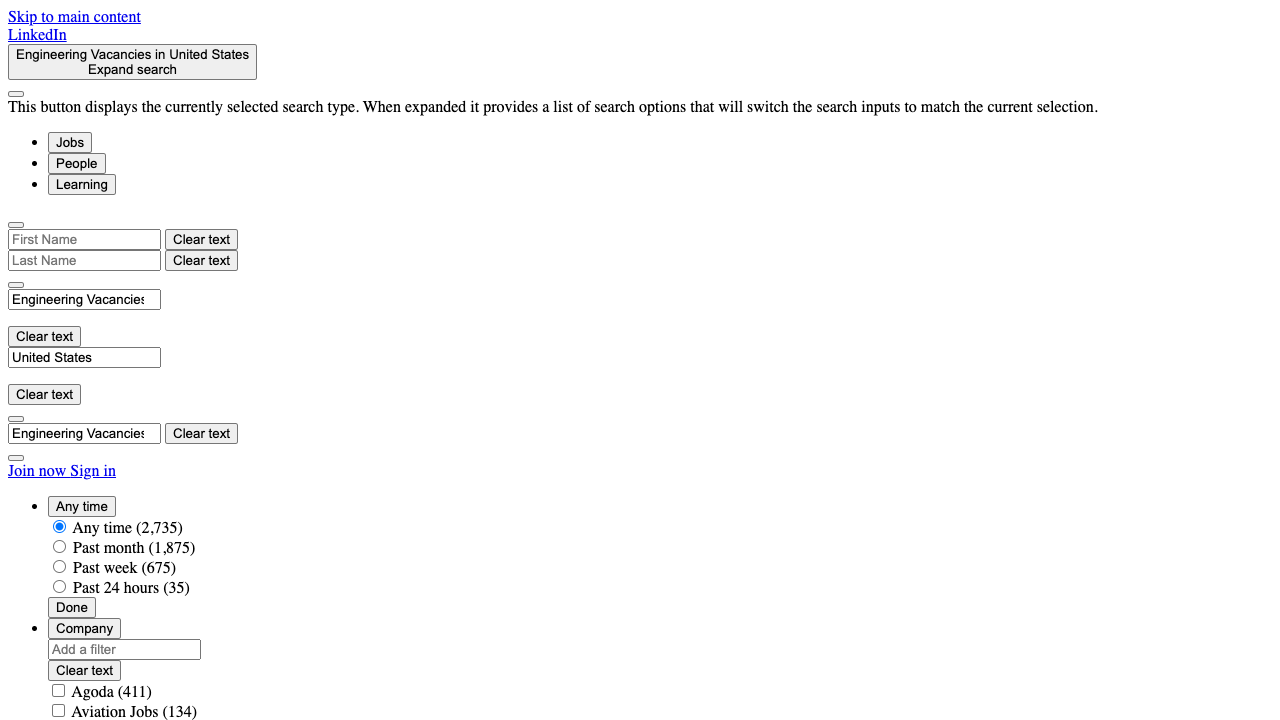 Skip to main content
LinkedIn
Engineering Vacancies in United States
Expand search
This button displays the currently selected search type. When expanded it provides a list of search options that will switch the search inputs to match the current selection.
Jobs
People
Learning
First Name Clear text
Last Name Clear text
Engineering Vacancies
Clear text
United States
Clear text
Engineering Vacancies Clear text
Join now Sign in
Any time
Any time (2,735)
Past month (1,875)
Past week (675)
Past 24 hours (35)
Done
Company
Add a filter
Clear text
Agoda (411)
Aviation Jobs (134)